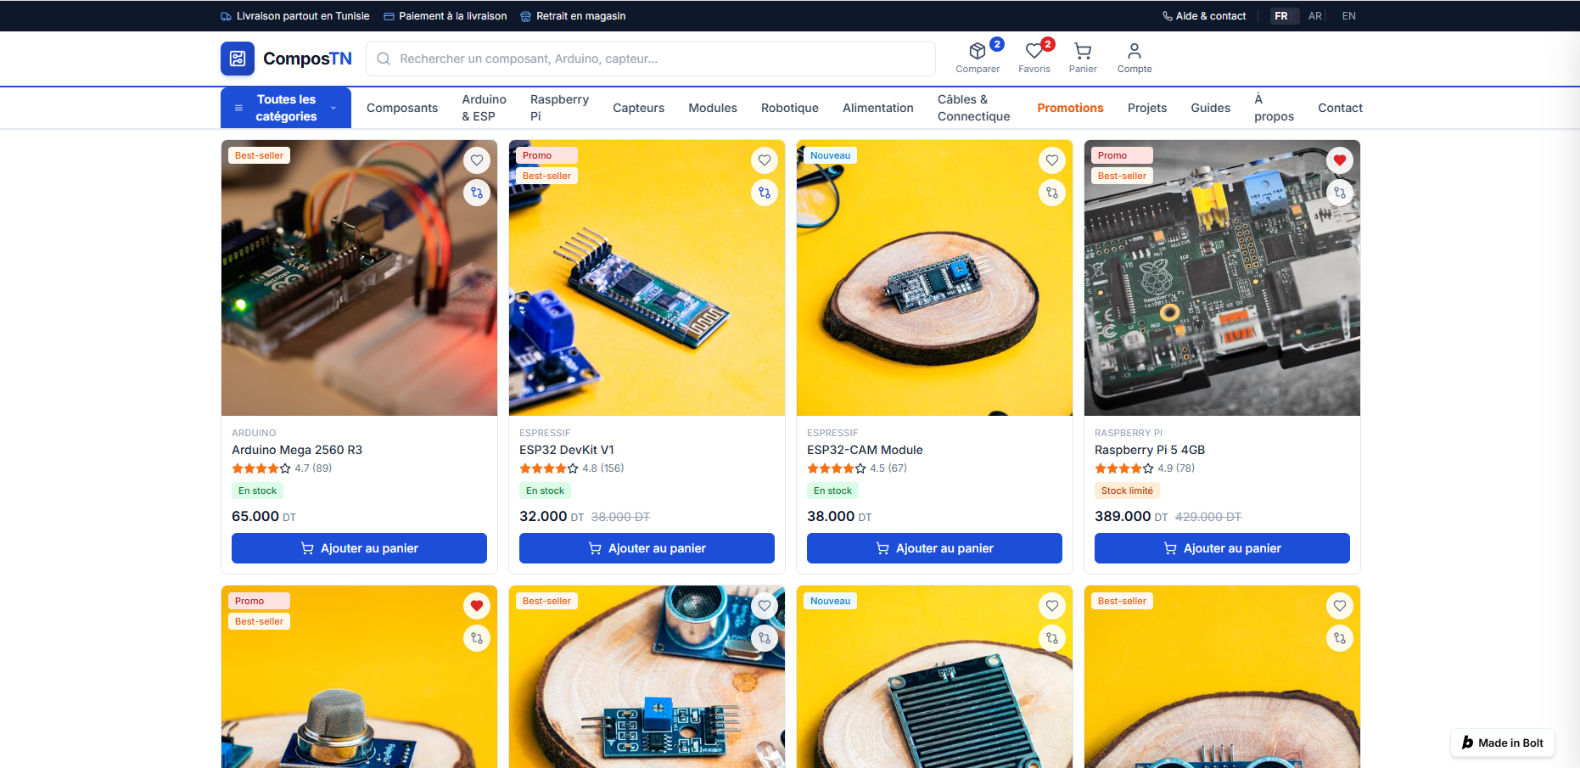 Livraison partout en Tunisie
Paiement à la livraison
Retrait en magasin
Aide & contact
FR
AR
EN
ComposTN
Rechercher un composant, Arduino, capteur...
2
Comparer
2
Favoris
Panier
Compte
Toutes les catégories
Composants
Arduino & ESP
Raspberry Pi
Capteurs
Modules
Robotique
Alimentation
Câbles & Connectique
Promotions
Projets
Guides
À propos
Contact
Best-seller
Promo
Best-seller
Nouveau
Promo
Best-seller
ARDUINO
Arduino Mega 2560 R3
4.7 (89)
En stock
65.000 DT
Ajouter au panier
ESPRESSIF
ESP32 DevKit V1
4.8 (156)
En stock
32.000 DT 38.000 DT
Ajouter au panier
ESPRESSIF
ESP32-CAM Module
4.5 (67)
En stock
38.000 DT
Ajouter au panier
RASPBERRY PI
Raspberry Pi 5 4GB
4.9 (78)
Stock limité
389.000 DT 429.000 DT
Ajouter au panier
Promo
Best-seller
Best-seller
Nouveau
Best-seller
b Made in Bolt